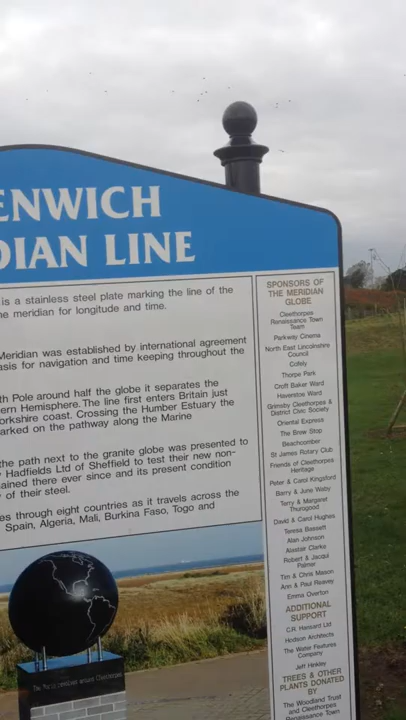 ENWICH
DIAN LINE
is a stainless steel plate marking the line of
e meridian for longitude and time.
Meridian was established by international agreement
asis for navigation and time keeping throughout the
th Pole around half the globe it separates the
ern Hemisphere. The line first enters Britain just
orkshire coast. Crossing the Humber Estuary the
arked on the pathway along the Marine
the path next to the granite globe was presented to
Hadfields Ltd of Sheffield to test their new non-
ained there ever since and its present condition
of their steel.
es through eight countries as it travels across the
Spain, Algeria, Mali, Burkina Faso, Togo and
SPONSORS OF
THE MERIDIAN
GLOBE
Cleethorpes
Renaissance Town
Team
Parkway Cinema
North East Lincolnshire
Council
Cofely
Thorpe Park
Croft Baker Ward
Haverstoe Ward
Grimsby Cleethorpes &
District Civic Society
Oriental Express
The Snow Stop
Beachcomber
St James Rotary Club
Friends of Cleethorpes
Heritage
Peter & Carol Kingsford
Barry & June Waby
Terry & Margaret
Thurogood
David & Carol Hughes
Teresa Bassett
Alan Johnson
Alastair Clarke
Robert & Jacqui
Palmer
Tim & Chris Mason
Ann & Paul Reavey
Emma Overton
ADDITIONAL
SUPPORT
C.R. Hansard Ltd
Hodson Architects
The Water Features
Company
Jeff Hinkley
TREES & OTHER
PLANTS DONATED
BY
The Woodland Trust
and Cleethorpes
Renaissance Town